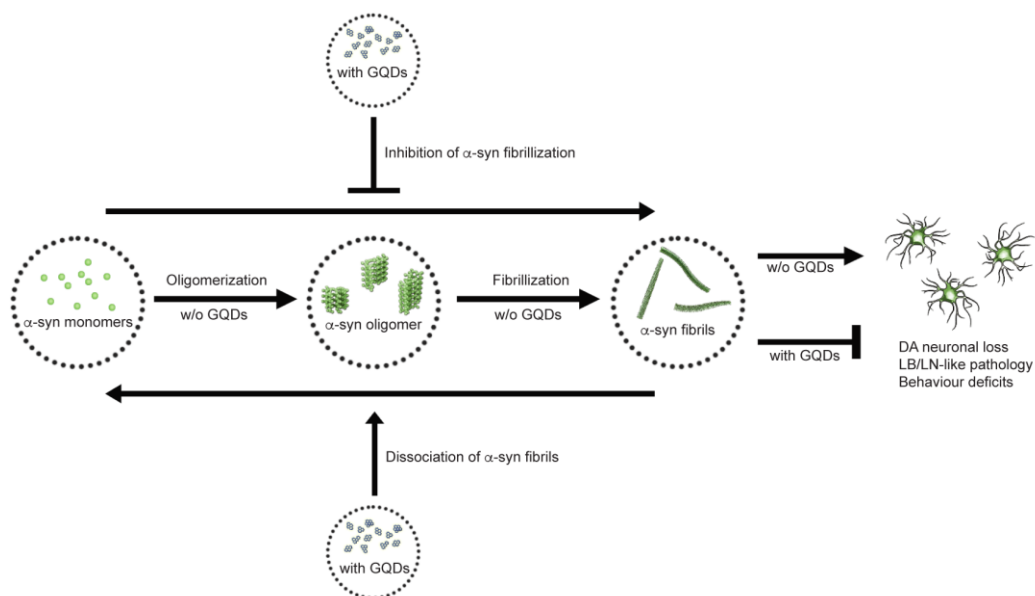 with GQDs
Inhibition of α-syn fibrillization
Oligomerization
w/o GQDs
Fibrillization
w/o GQDs
w/o GQDs
α-syn monomers
α-syn oligomer
α-syn fibrils
with GQDs
DA neuronal loss
LB/LN-like pathology
Behaviour deficits
Dissociation of α-syn fibrils
with GQDs